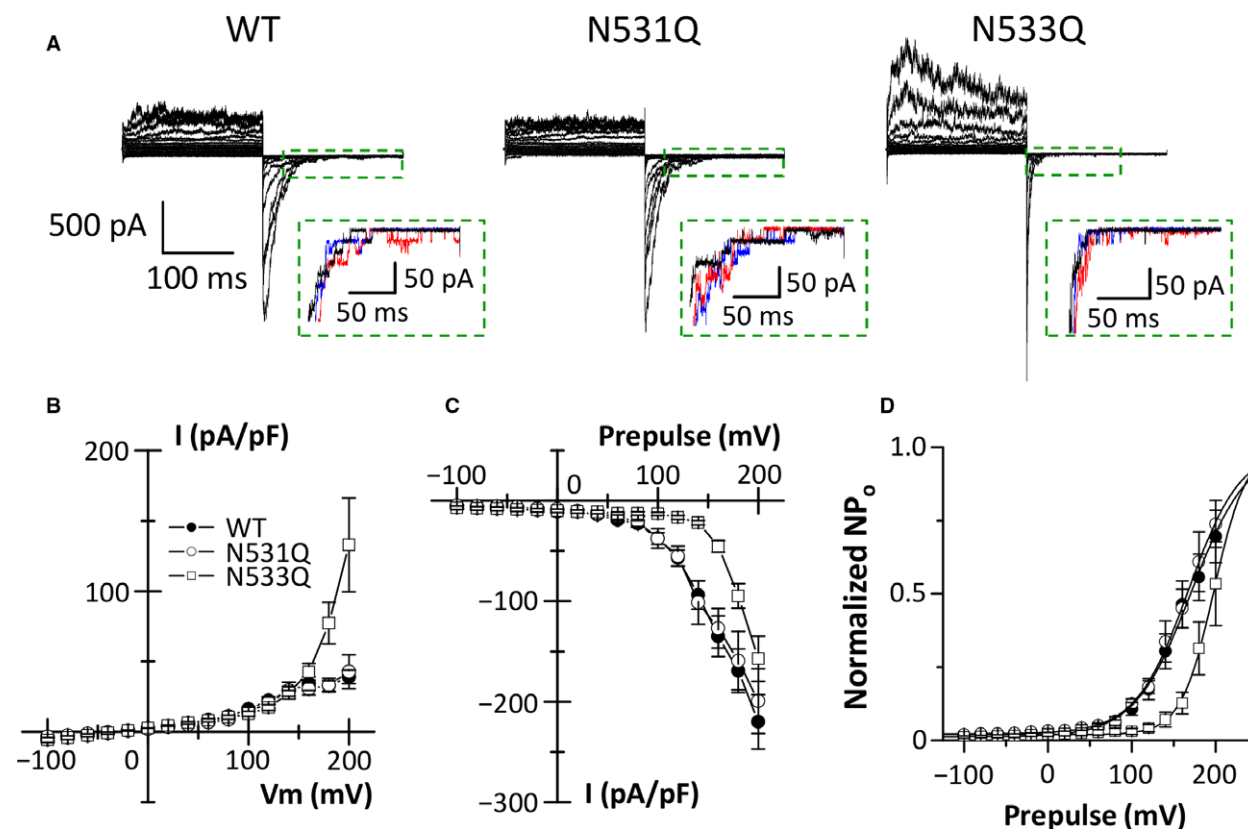 A
WT
N531Q
N533Q
500 pA
100 ms
50 pA
50 ms
50 pA
50 ms
50 pA
50 ms
B
I (pA/pF)
200
100
WT
N531Q
N533Q
−100
0
100
200
Vm (mV)
C
Prepulse (mV)
−100
0
100
200
−100
−200
−300
I (pA/pF)
D
Normalized NPo
1.0
0.5
0
−100
0
100
200
Prepulse (mV)